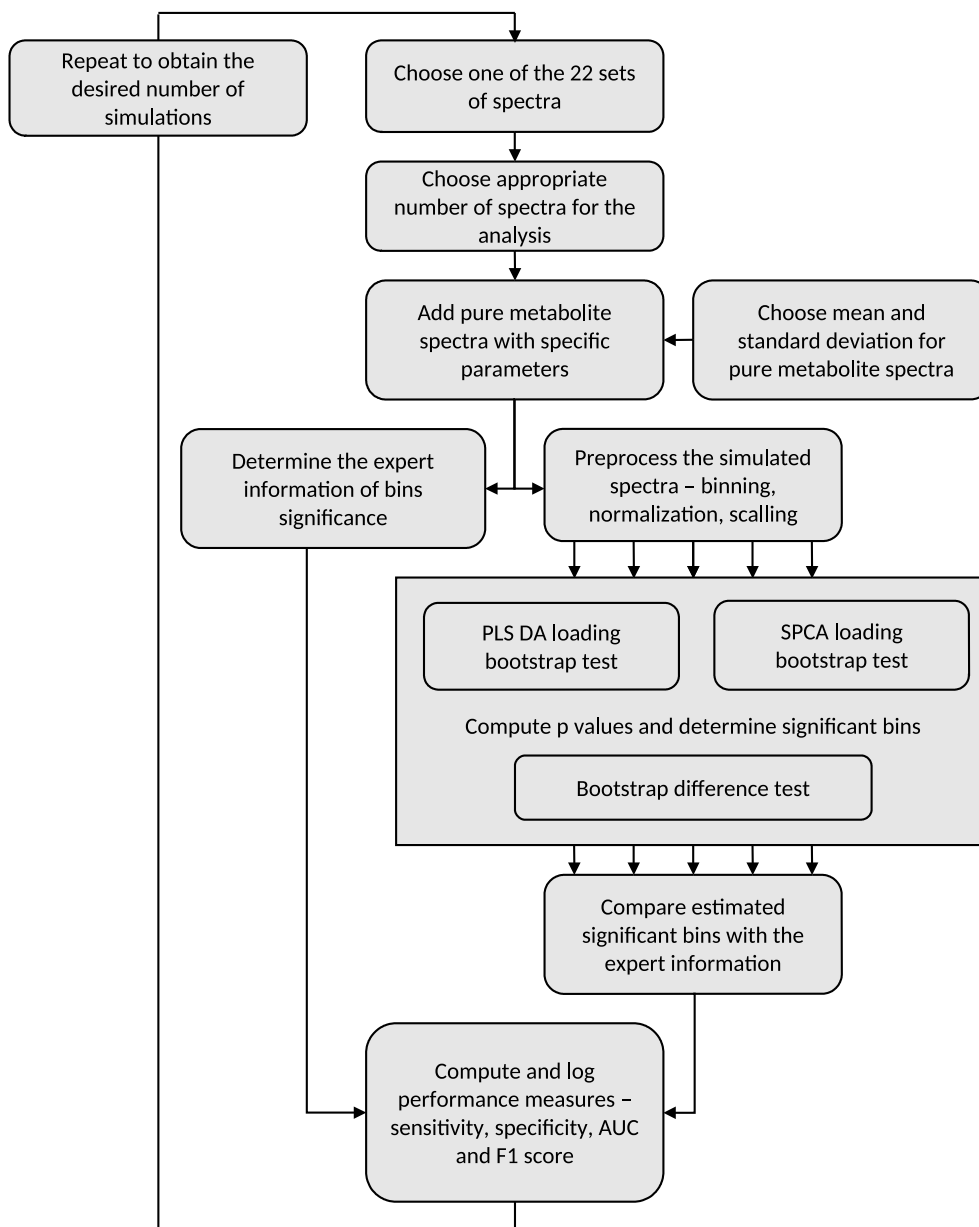 Repeat to obtain the
desired number of
simulations
Choose one of the 22 sets
of spectra
Choose appropriate
number of spectra for the
analysis
Add pure metabolite
spectra with specific
parameters
Choose mean and
standard deviation for
pure metabolite spectra
Determine the expert
information of bins
significance
Preprocess the simulated
spectra – binning,
normalization, scalling
PLS DA loading
bootstrap test
SPCA loading
bootstrap test
Compute p values and determine significant bins
Bootstrap difference test
Compare estimated
significant bins with the
expert information
Compute and log
performance measures –
sensitivity, specificity, AUC
and F1 score